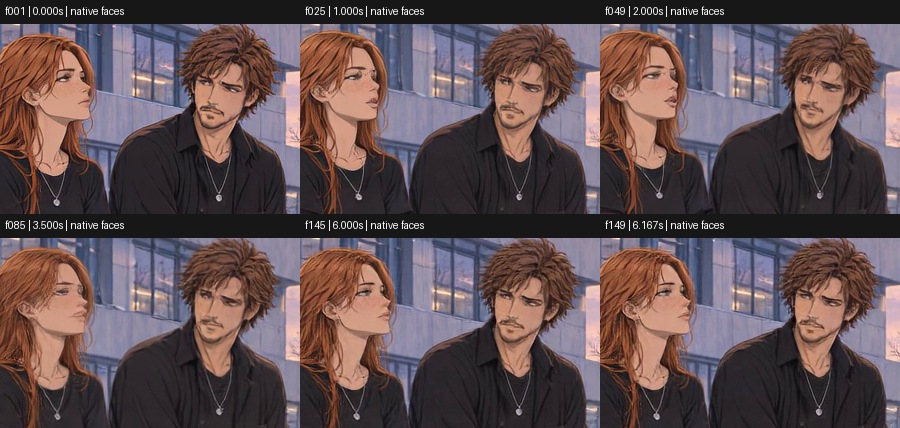 f001 | 0.000s | native faces
f025 | 1.000s | native faces
f049 | 2.000s | native faces
f085 | 3.500s | native faces
f145 | 6.000s | native faces
f149 | 6.167s | native faces